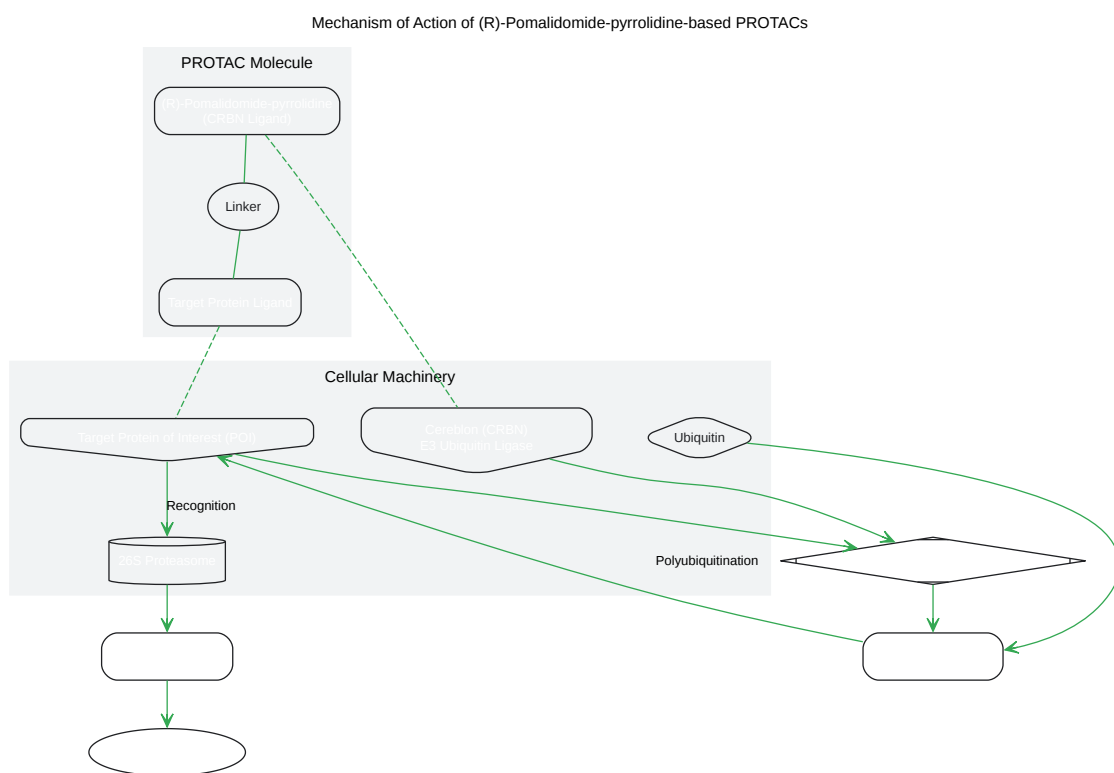 Mechanism of Action of (R)-Pomalidomide-pyrrolidine-based PROTACs
PROTAC Molecule
(R)-Pomalidomide-pyrrolidine
(CRBN Ligand)
Linker
Target Protein Ligand
Cellular Machinery
Target Protein of Interest (POI)
Cereblon (CRBN)
E3 Ubiquitin Ligase
Ubiquitin
Recognition
26S Proteasome
Polyubiquitination